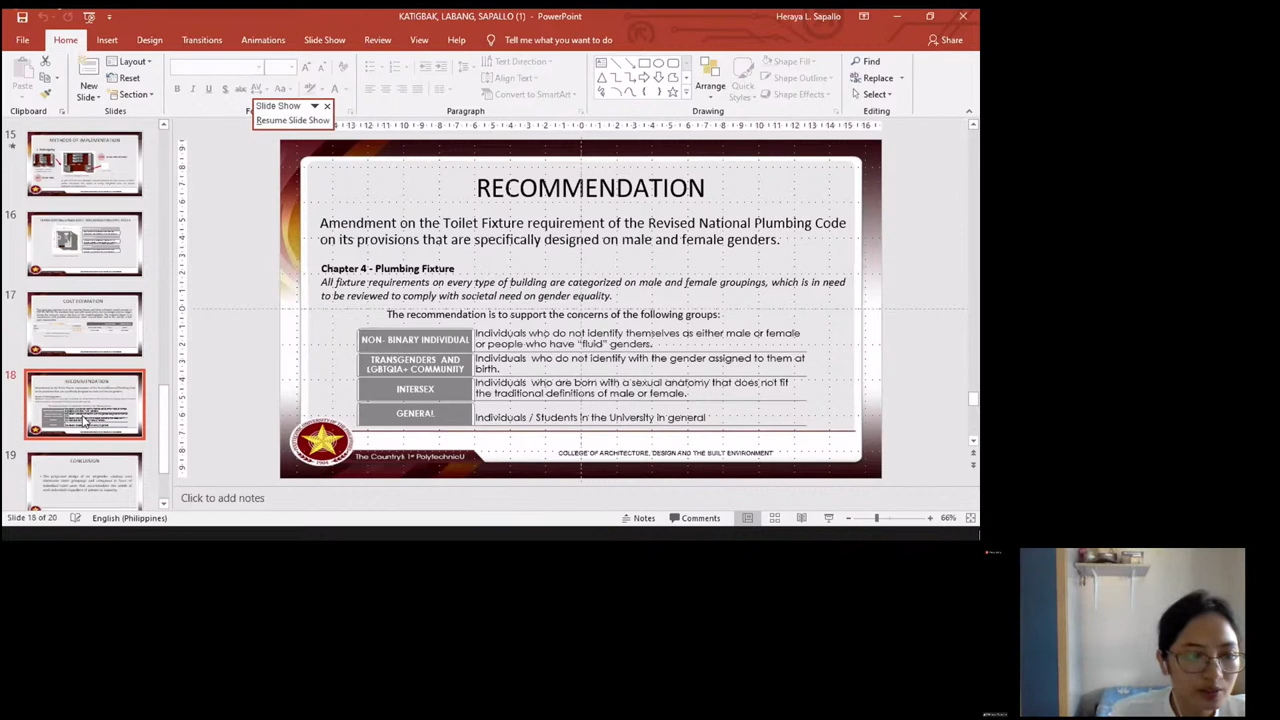 KATIGBAK, LABANG, SAPALLO (1) - PowerPoint
Heraya L. Sapallo
File Home Insert Design Transitions Animations Slide Show Review View Help Tell me what you want to do Share
Paste
Clipboard
New
Slide
Layout
Reset
Section
Slides
B I U S abc AV Aa A
Slide Show
Resume Slide Show
Text Direction
Align Text
Convert to SmartArt
Paragraph
Arrange
Quick
Styles
Shape Fill
Shape Outline
Shape Effects
Drawing
Find
Replace
Select
Editing
15
METHODS OF IMPLEMENTATION
16
17
COST ESTIMATION
18
RECOMMENDATION
19
CONCLUSION
RECOMMENDATION
Amendment on the Toilet Fixture requirement of the Revised National Plumbing Code
on its provisions that are specifically designed on male and female genders.
Chapter 4 - Plumbing Fixture
All fixture requirements on every type of building are categorized on male and female groupings, which is in need
to be reviewed to comply with societal need on gender equality.
The recommendation is to support the concerns of the following groups:
NON- BINARY INDIVIDUAL
Individuals who do not identify themselves as either male or female
or people who have “fluid” genders.
TRANSGENDERS AND
LGBTQIA+ COMMUNITY
Individuals who do not identify with the gender assigned to them at
birth.
INTERSEX
Individuals who are born with a sexual anatomy that does not fit
the traditional definitions of male or female.
GENERAL
Individuals / Students in the University in general
The Country's 1st PolytechnicU
COLLEGE OF ARCHITECTURE, DESIGN AND THE BUILT ENVIRONMENT
Click to add notes
Slide 18 of 20 English (Philippines) Notes Comments 66%